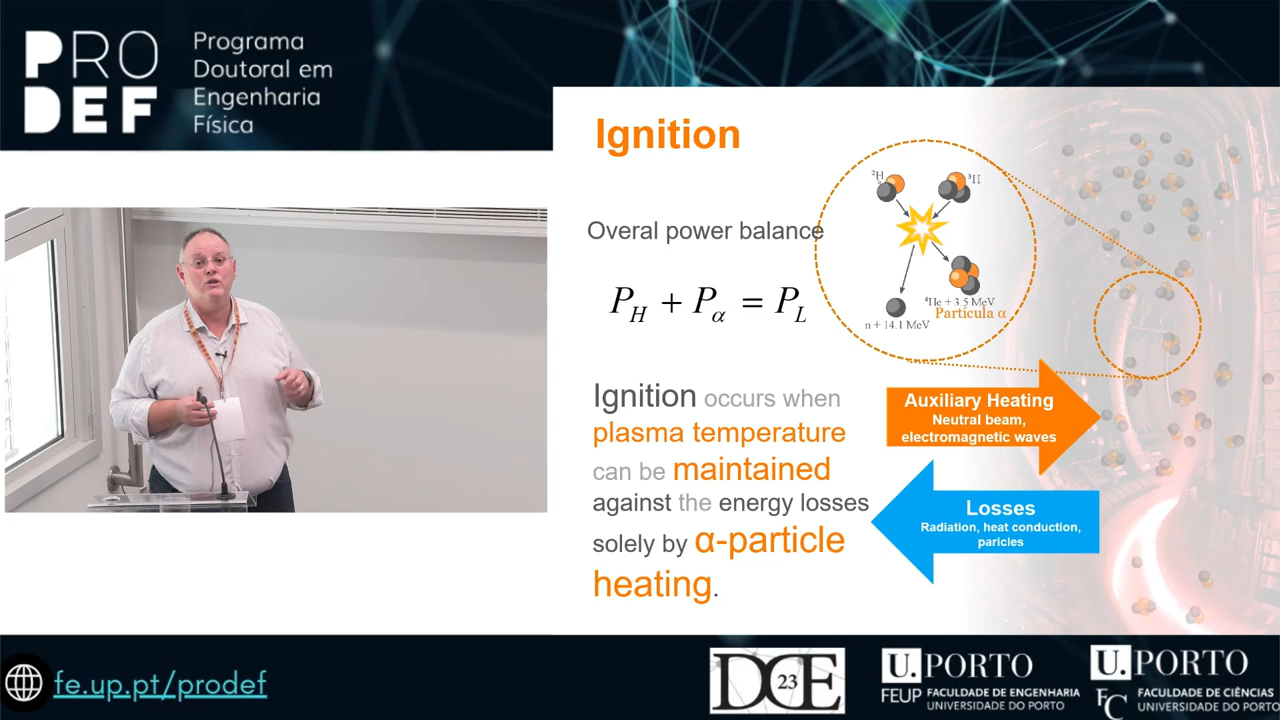 PRO
DEF
Programa
Doutoral em
Engenharia
Física
Ignition
Overal power balance
P_H + P_α = P_L
²H
³H
⁴He + 3.5 MeV
Partícula α
n + 14.1 MeV
Ignition occurs when
plasma temperature
can be maintained
against the energy losses
solely by α-particle
heating.
Auxiliary Heating
Neutral beam,
electromagnetic waves
Losses
Radiation, heat conduction,
paricles
fe.up.pt/prodef
DCE
23
U.PORTO
FEUP FACULDADE DE ENGENHARIA
UNIVERSIDADE DO PORTO
U.PORTO
FC FACULDADE DE CIÊNCIAS
UNIVERSIDADE DO PORTO